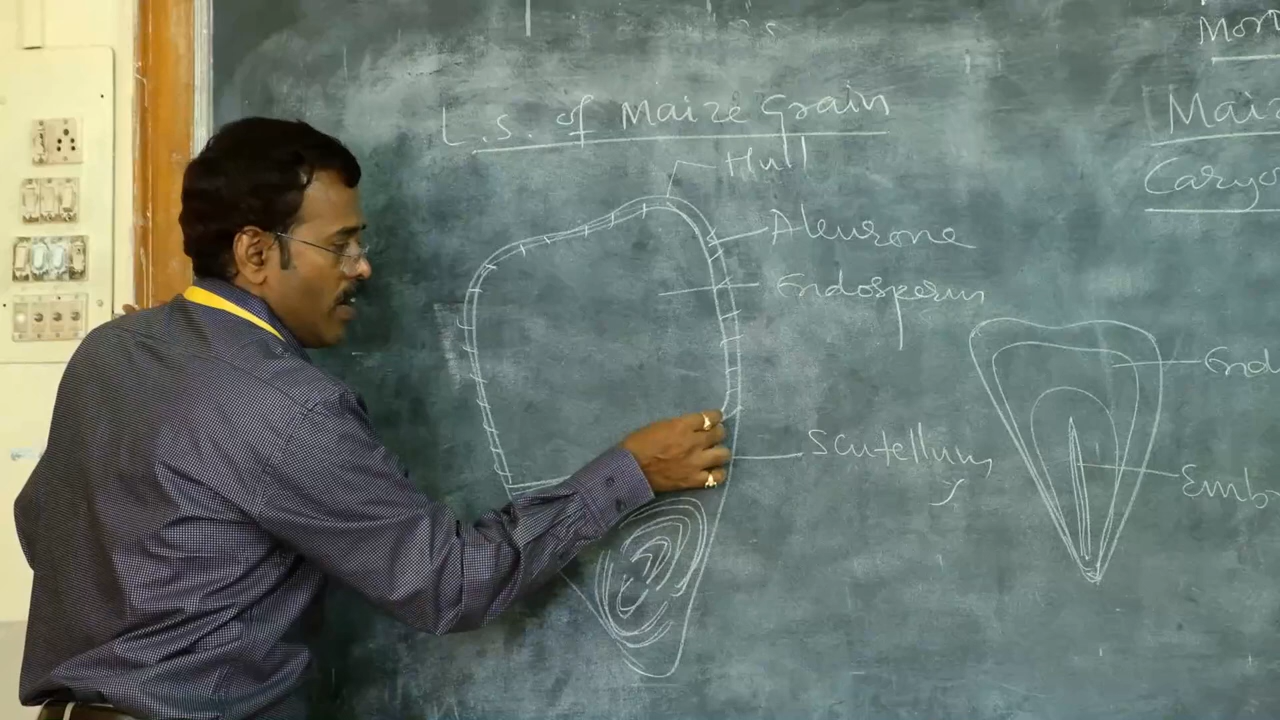 L.S. of Maize Grain
Hull
Aleurone
Endosperm
Scutellum
Mor
Maiz
Caryo
End
Emb